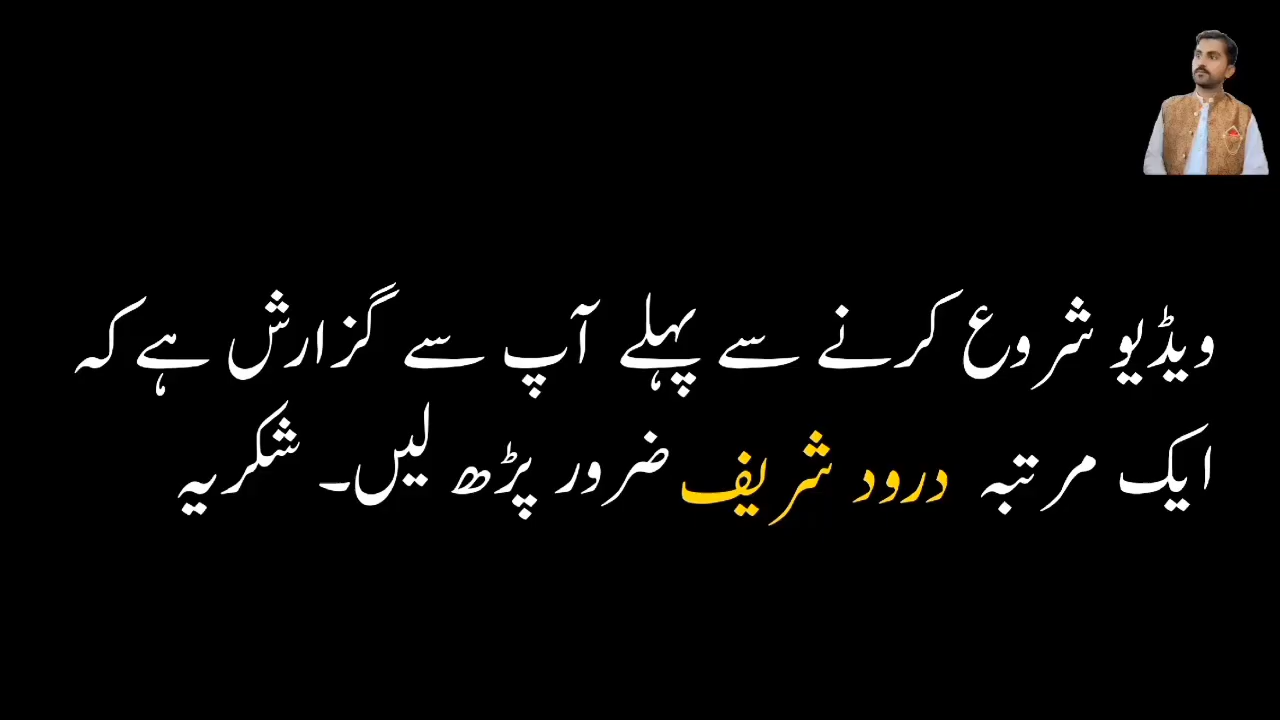 ویڈیو شروع کرنے سے پہلے آپ سے گزارش ہے کہ
ایک مرتبہ درود شریف ضرور پڑھ لیں۔ شکریہ